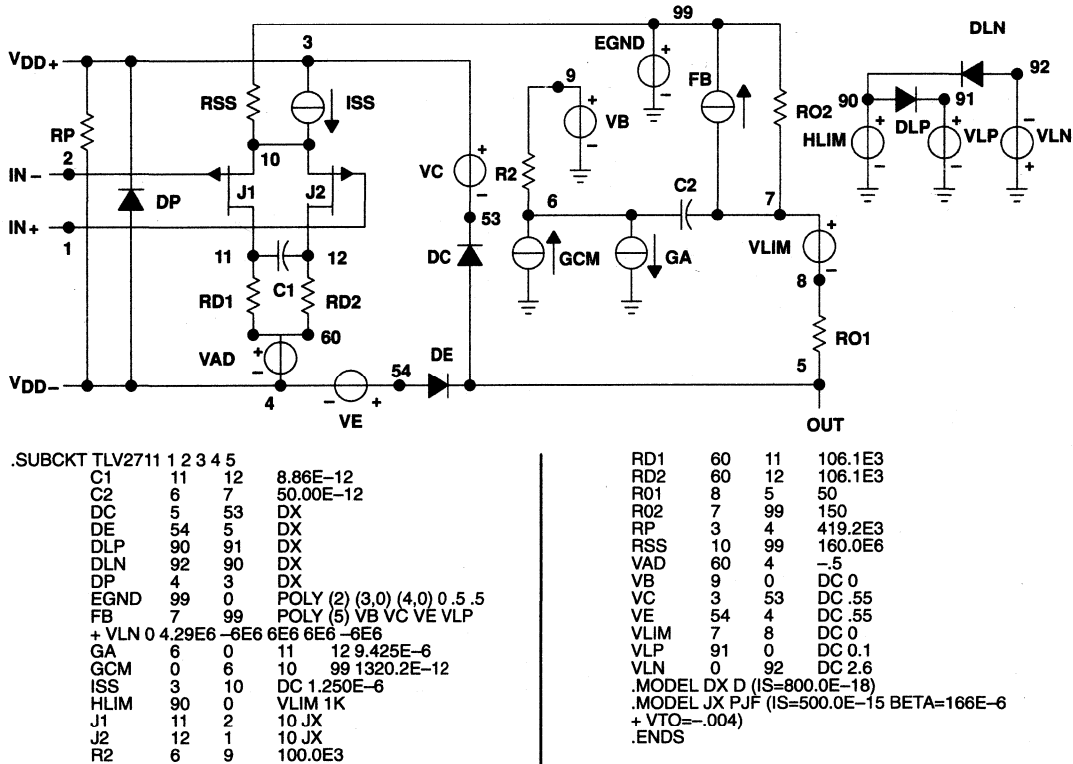 99
DLN
3
EGND
+
VDD+
9
FB
92
90
91
RSS
ISS
VB
RO2
HLIM
DLP
VLP
VLN
RP
10
VC
R2
2
IN−
J1
J2
C2
7
DP
53
6
IN+
1
DC
GCM
GA
VLIM
11
12
8
C1
RD1
RD2
RO1
60
VAD
54
DE
5
VDD−
4
VE
OUT
.SUBCKT TLV2711 1 2 3 4 5
C1 11 12 8.86E−12
C2 6 7 50.00E−12
DC 5 53 DX
DE 54 5 DX
DLP 90 91 DX
DLN 92 90 DX
DP 4 3 DX
EGND 99 0 POLY (2) (3,0) (4,0) 0 .5 .5
FB 7 99 POLY (5) VB VC VE VLP
+ VLN 0 4.29E6 −6E6 6E6 6E6 −6E6
GA 6 0 11 12 9.425E−6
GCM 0 6 10 99 1320.2E−12
ISS 3 10 DC 1.250E−6
HLIM 90 0 VLIM 1K
J1 11 2 10 JX
J2 12 1 10 JX
R2 6 9 100.0E3
RD1 60 11 106.1E3
RD2 60 12 106.1E3
R01 8 5 50
R02 7 99 150
RP 3 4 419.2E3
RSS 10 99 160.0E6
VAD 60 4 −.5
VB 9 0 DC 0
VC 3 53 DC .55
VE 54 4 DC .55
VLIM 7 8 DC 0
VLP 91 0 DC 0.1
VLN 0 92 DC 2.6
.MODEL DX D (IS=800.0E−18)
.MODEL JX PJF (IS=500.0E−15 BETA=166E−6
+ VTO=−.004)
.ENDS